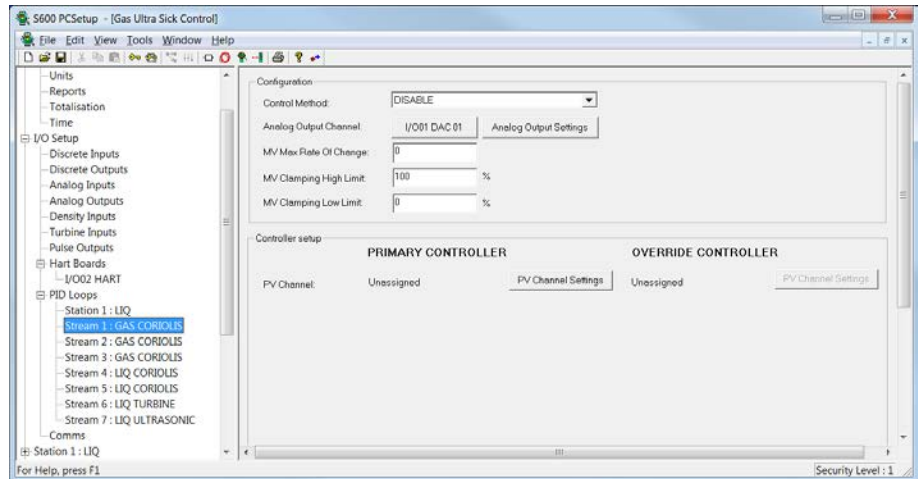 S600 PCSetup - [Gas Ultra Sick Control]
File Edit View Tools Window Help
Units
Reports
Totalisation
Time
I/O Setup
Discrete Inputs
Discrete Outputs
Analog Inputs
Analog Outputs
Density Inputs
Turbine Inputs
Pulse Outputs
Hart Boards
I/O02 HART
PID Loops
Station 1 : LIQ
Stream 1 : GAS CORIOLIS
Stream 2 : GAS CORIOLIS
Stream 3 : GAS CORIOLIS
Stream 4 : LIQ CORIOLIS
Stream 5 : LIQ CORIOLIS
Stream 6 : LIQ TURBINE
Stream 7 : LIQ ULTRASONIC
Comms
Station 1 : LIQ
Configuration
Control Method: DISABLE
Analog Output Channel: I/O01 DAC 01 Analog Output Settings
MV Max Rate Of Change: 0
MV Clamping High Limit: 100 %
MV Clamping Low Limit: 0 %
Controller setup
PRIMARY CONTROLLER OVERRIDE CONTROLLER
PV Channel: Unassigned PV Channel Settings Unassigned PV Channel Settings
For Help, press F1 Security Level : 1